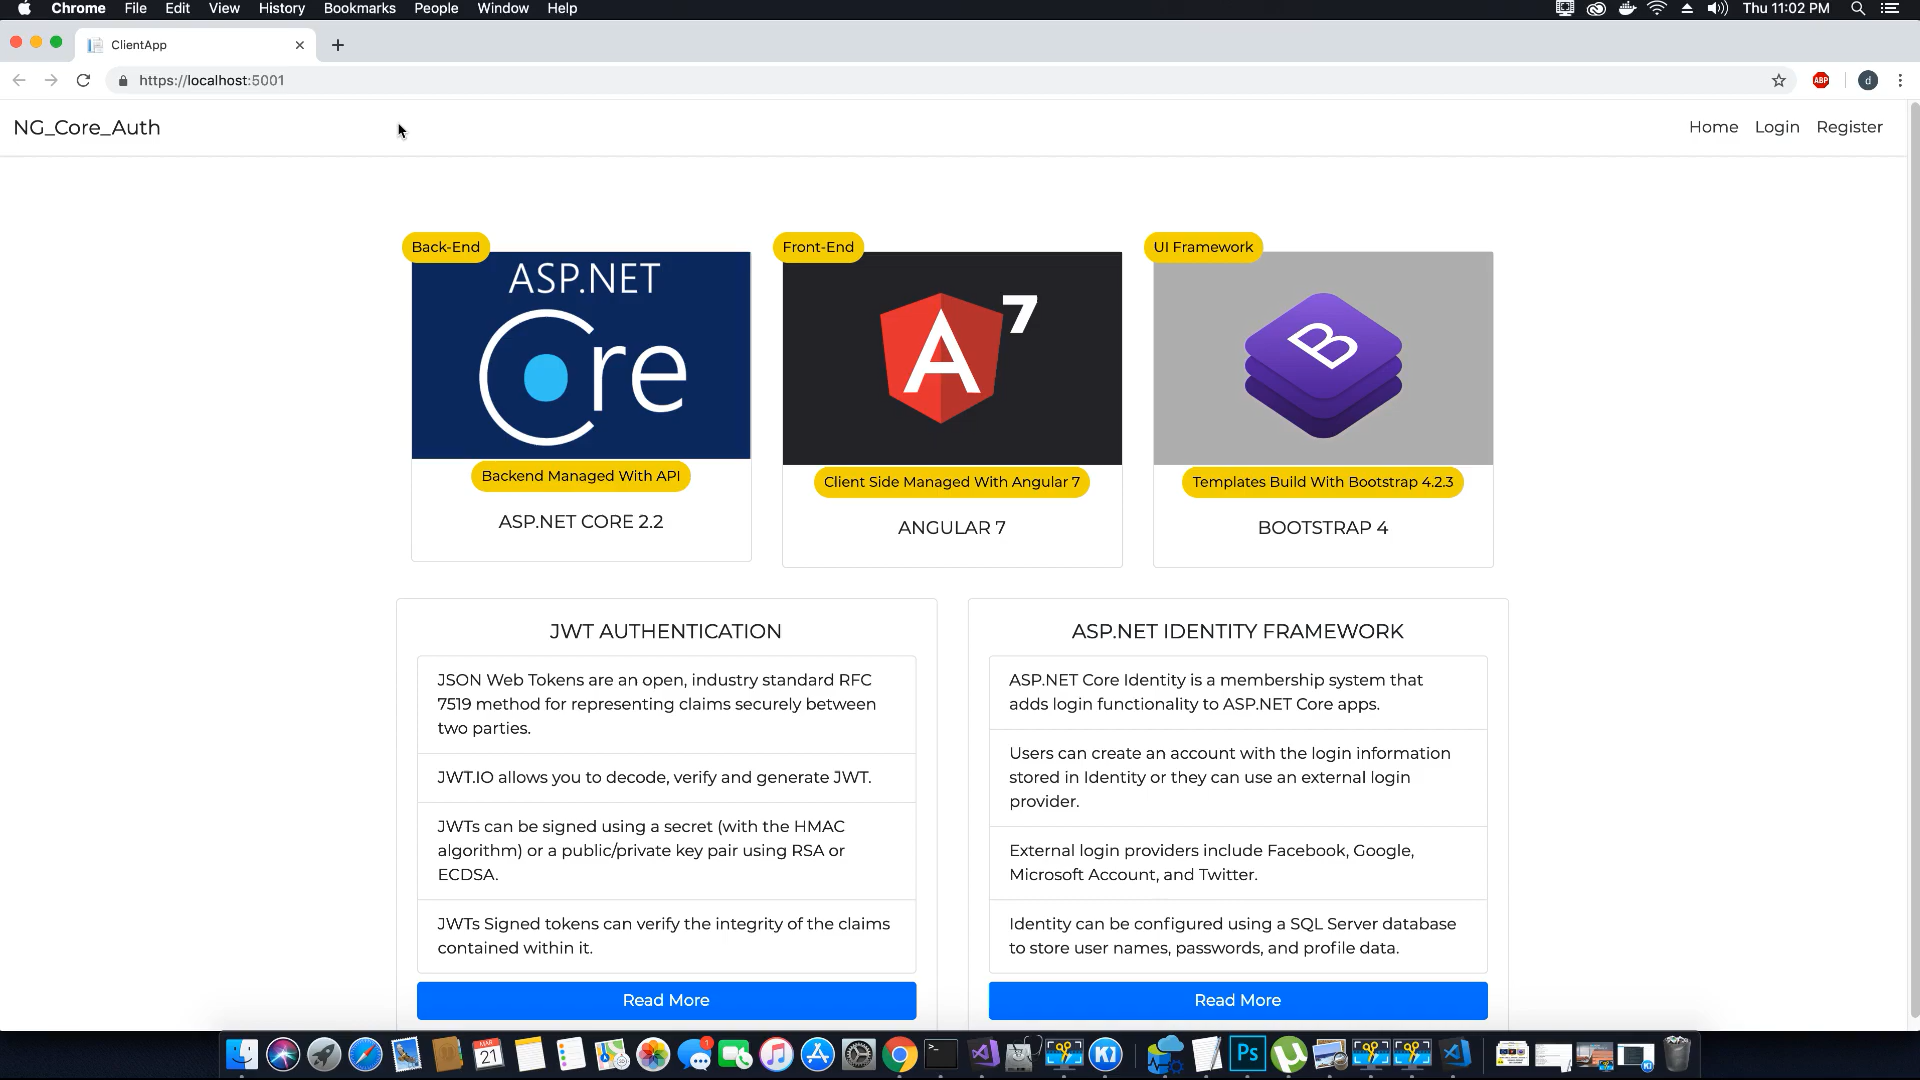 Chrome File Edit View History Bookmarks People Window Help Thu 11:02 PM
ClientApp
https://localhost:5001 ABP d
NG_Core_Auth Home Login Register
Back-End
ASP.NET
Core
Backend Managed With API
ASP.NET CORE 2.2
Front-End
A 7
Client Side Managed With Angular 7
ANGULAR 7
UI Framework
B
Templates Build With Bootstrap 4.2.3
BOOTSTRAP 4
JWT AUTHENTICATION
JSON Web Tokens are an open, industry standard RFC
7519 method for representing claims securely between
two parties.
JWT.IO allows you to decode, verify and generate JWT.
JWTs can be signed using a secret (with the HMAC
algorithm) or a public/private key pair using RSA or
ECDSA.
JWTs Signed tokens can verify the integrity of the claims
contained within it.
Read More
ASP.NET IDENTITY FRAMEWORK
ASP.NET Core Identity is a membership system that
adds login functionality to ASP.NET Core apps.
Users can create an account with the login information
stored in Identity or they can use an external login
provider.
External login providers include Facebook, Google,
Microsoft Account, and Twitter.
Identity can be configured using a SQL Server database
to store user names, passwords, and profile data.
Read More
MAR
21
1
Ps